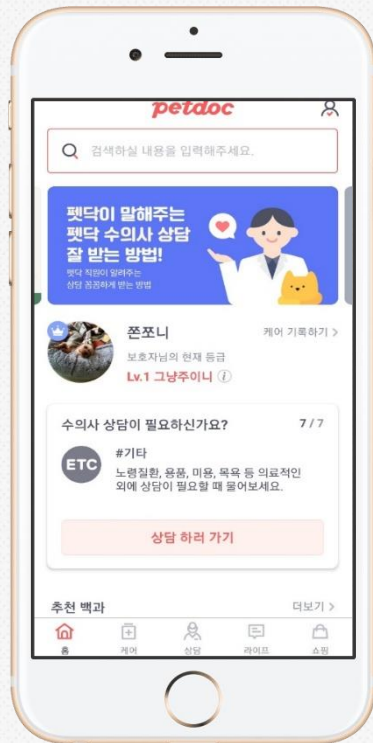 petdoc
검색하실 내용을 입력해주세요.
펫닥이 말해주는
펫닥 수의사 상담
잘 받는 방법!
펫닥 직원이 알려주는
상담 꼼꼼하게 받는 방법
쫀쪼니
케어 기록하기 >
보호자님의 현재 등급
Lv.1 그냥주이니 i
수의사 상담이 필요하신가요?
7 / 7
ETC
#기타
노령질환, 용품, 미용, 목욕 등 의료적인
외에 상담이 필요할 때 물어보세요.
상담 하러 가기
추천 백과
더보기 >
홈
케어
상담
라이프
쇼핑